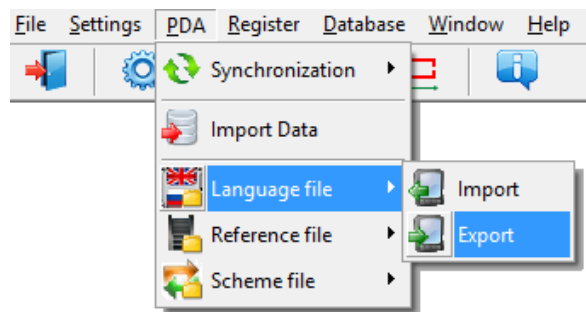 File Settings PDA Register Database Window Help
Synchronization
Import Data
Language file
Import
Reference file
Export
Scheme file